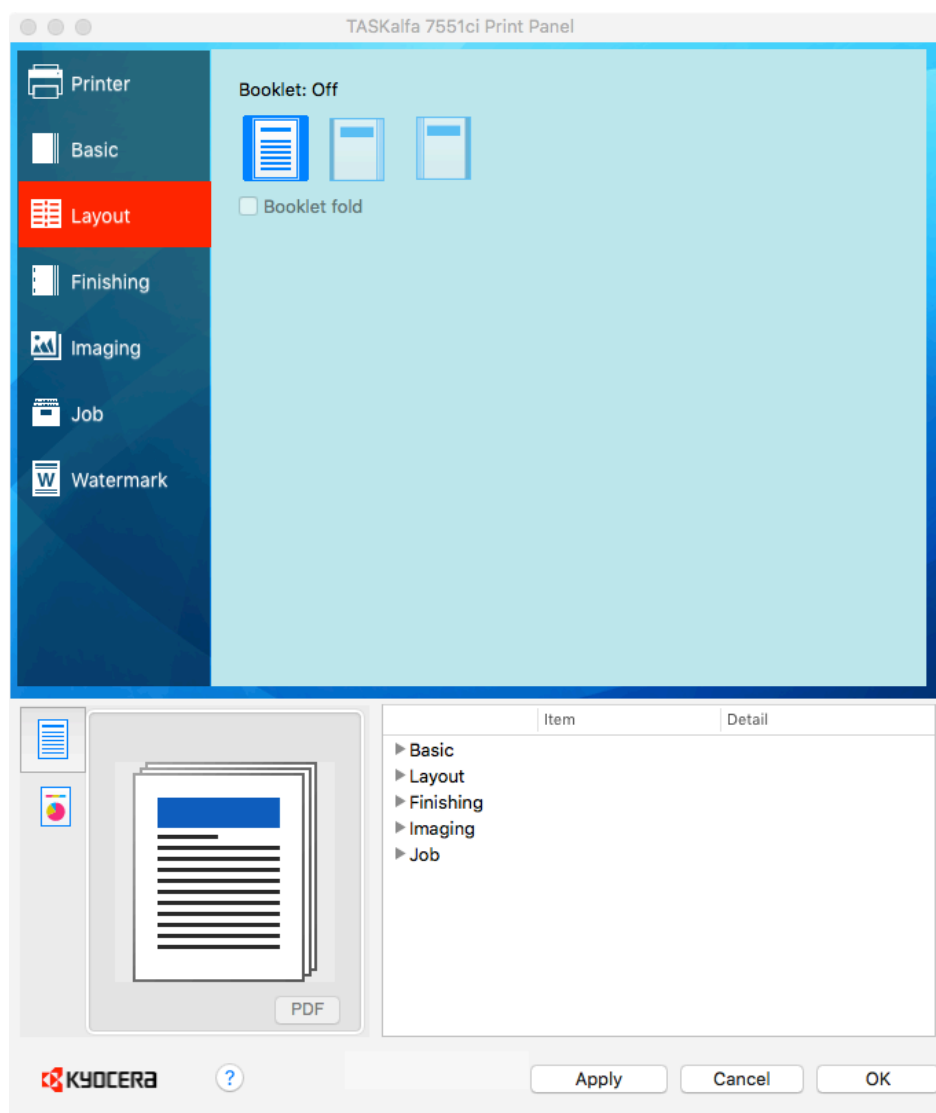 TASKalfa 7551ci Print Panel
Printer
Basic
Layout
Finishing
Imaging
Job
W Watermark
Booklet: Off
Booklet fold
Item Detail
Basic
Layout
Finishing
Imaging
Job
PDF
KYOCERA ? Apply Cancel OK